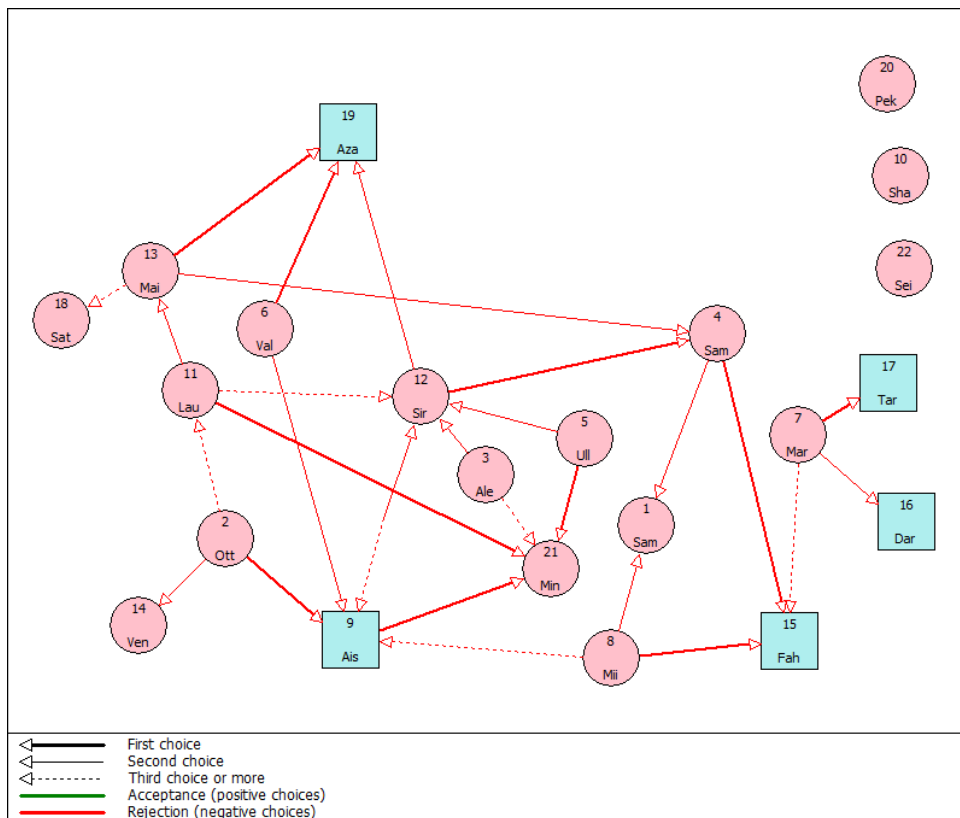 20
Pek
19
Aza
10
Sha
13
Mai
22
Sei
18
Sat
6
Val
4
Sam
17
Tar
11
Lau
12
Sir
5
Ull
7
Mar
3
Ale
16
Dar
1
Sam
2
Ott
21
Min
14
Ven
9
Ais
8
Mii
15
Fah
First choice
Second choice
Third choice or more
Acceptance (positive choices)
Rejection (negative choices)